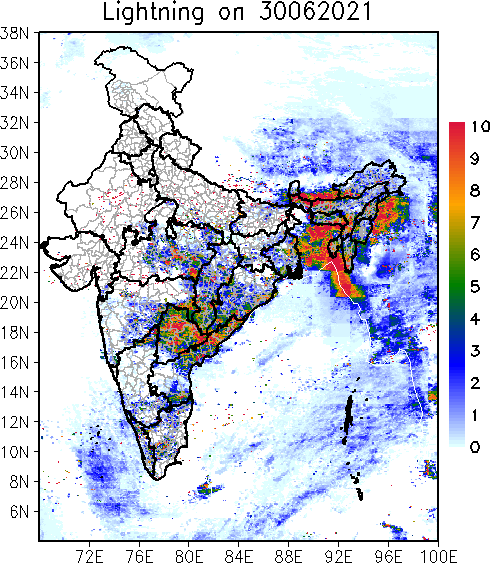 Lightning on 30062021
38N
36N
34N
32N
30N
28N
26N
24N
22N
20N
18N
16N
14N
12N
10N
8N
6N
72E 76E 80E 84E 88E 92E 96E 100E
10
9
8
7
6
5
4
3
2
1
0